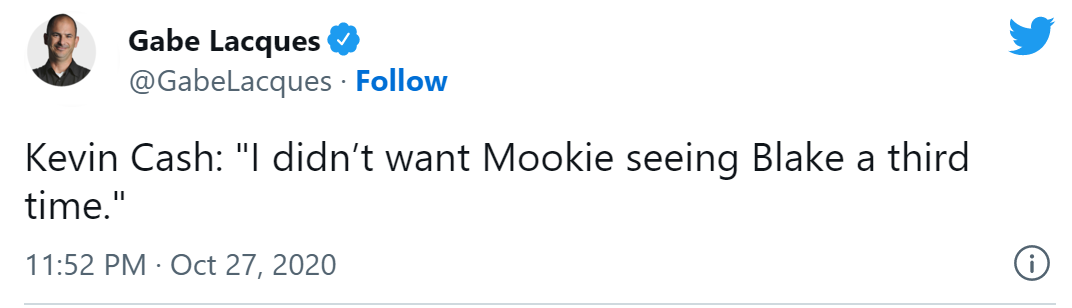 Gabe Lacques
@GabeLacques · Follow
Kevin Cash: "I didn’t want Mookie seeing Blake a third
time."
11:52 PM · Oct 27, 2020